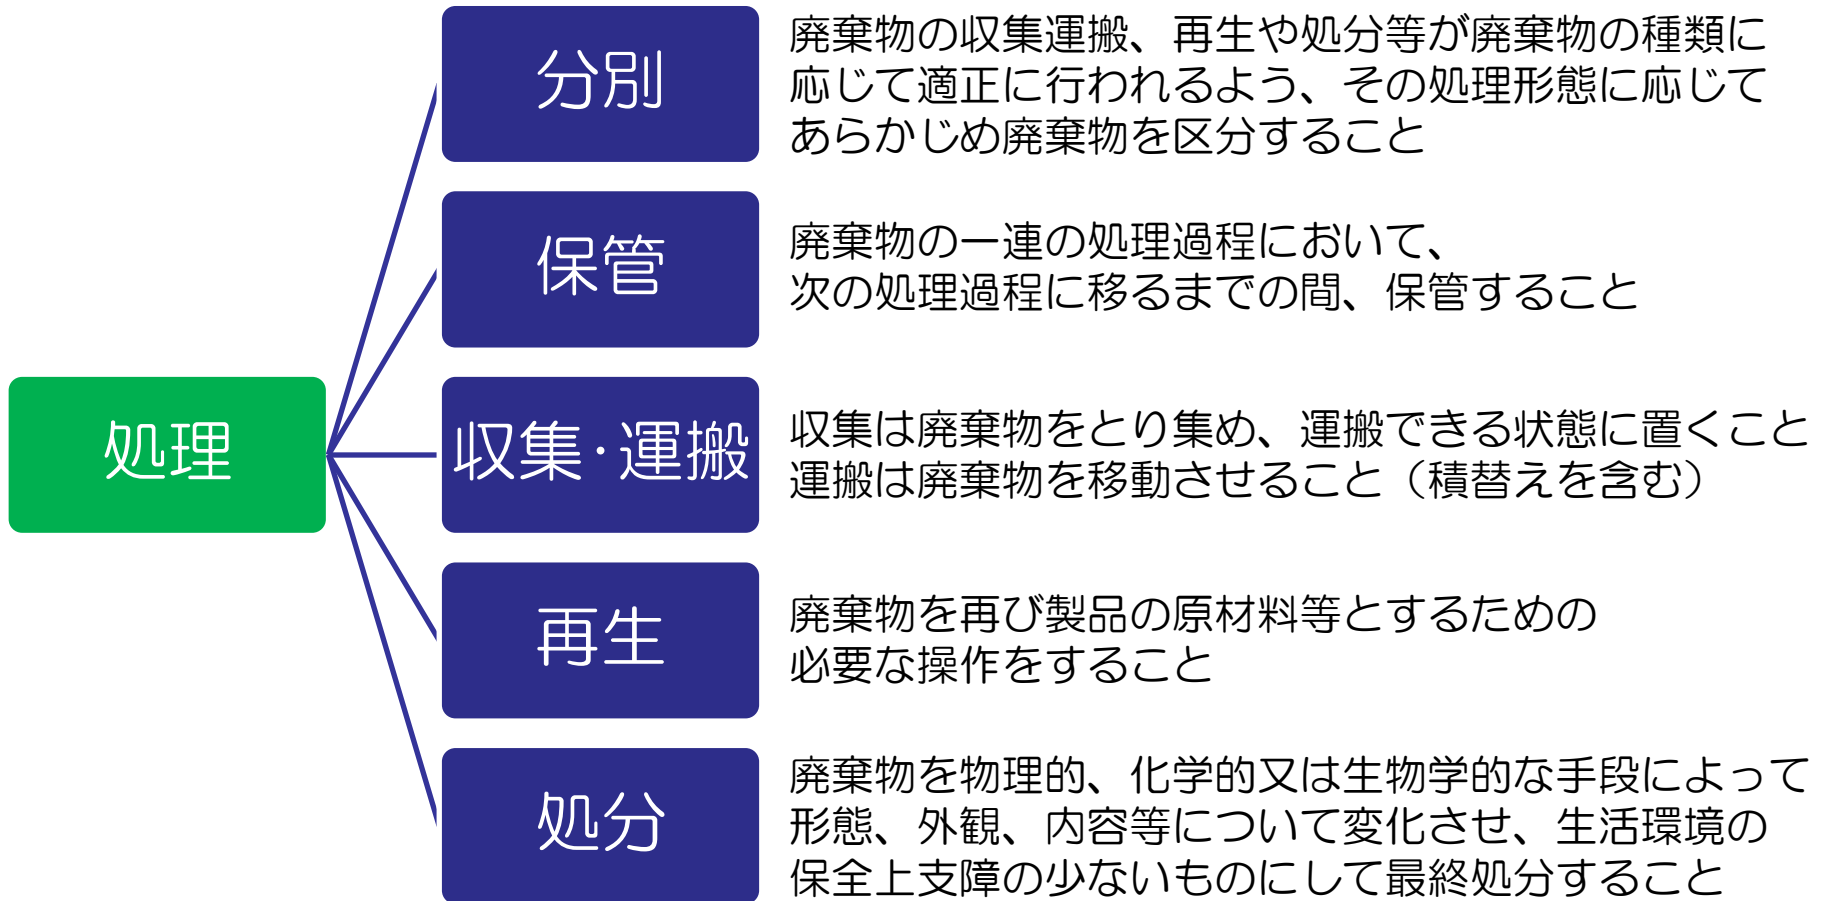 処理
分別
廃棄物の収集運搬、再生や処分等が廃棄物の種類に
応じて適正に行われるよう、その処理形態に応じて
あらかじめ廃棄物を区分すること
保管
廃棄物の一連の処理過程において、
次の処理過程に移るまでの間、保管すること
収集・運搬
収集は廃棄物をとり集め、運搬できる状態に置くこと
運搬は廃棄物を移動させること（積替えを含む）
再生
廃棄物を再び製品の原材料等とするための
必要な操作をすること
処分
廃棄物を物理的、化学的又は生物学的な手段によって
形態、外観、内容等について変化させ、生活環境の
保全上支障の少ないものにして最終処分すること